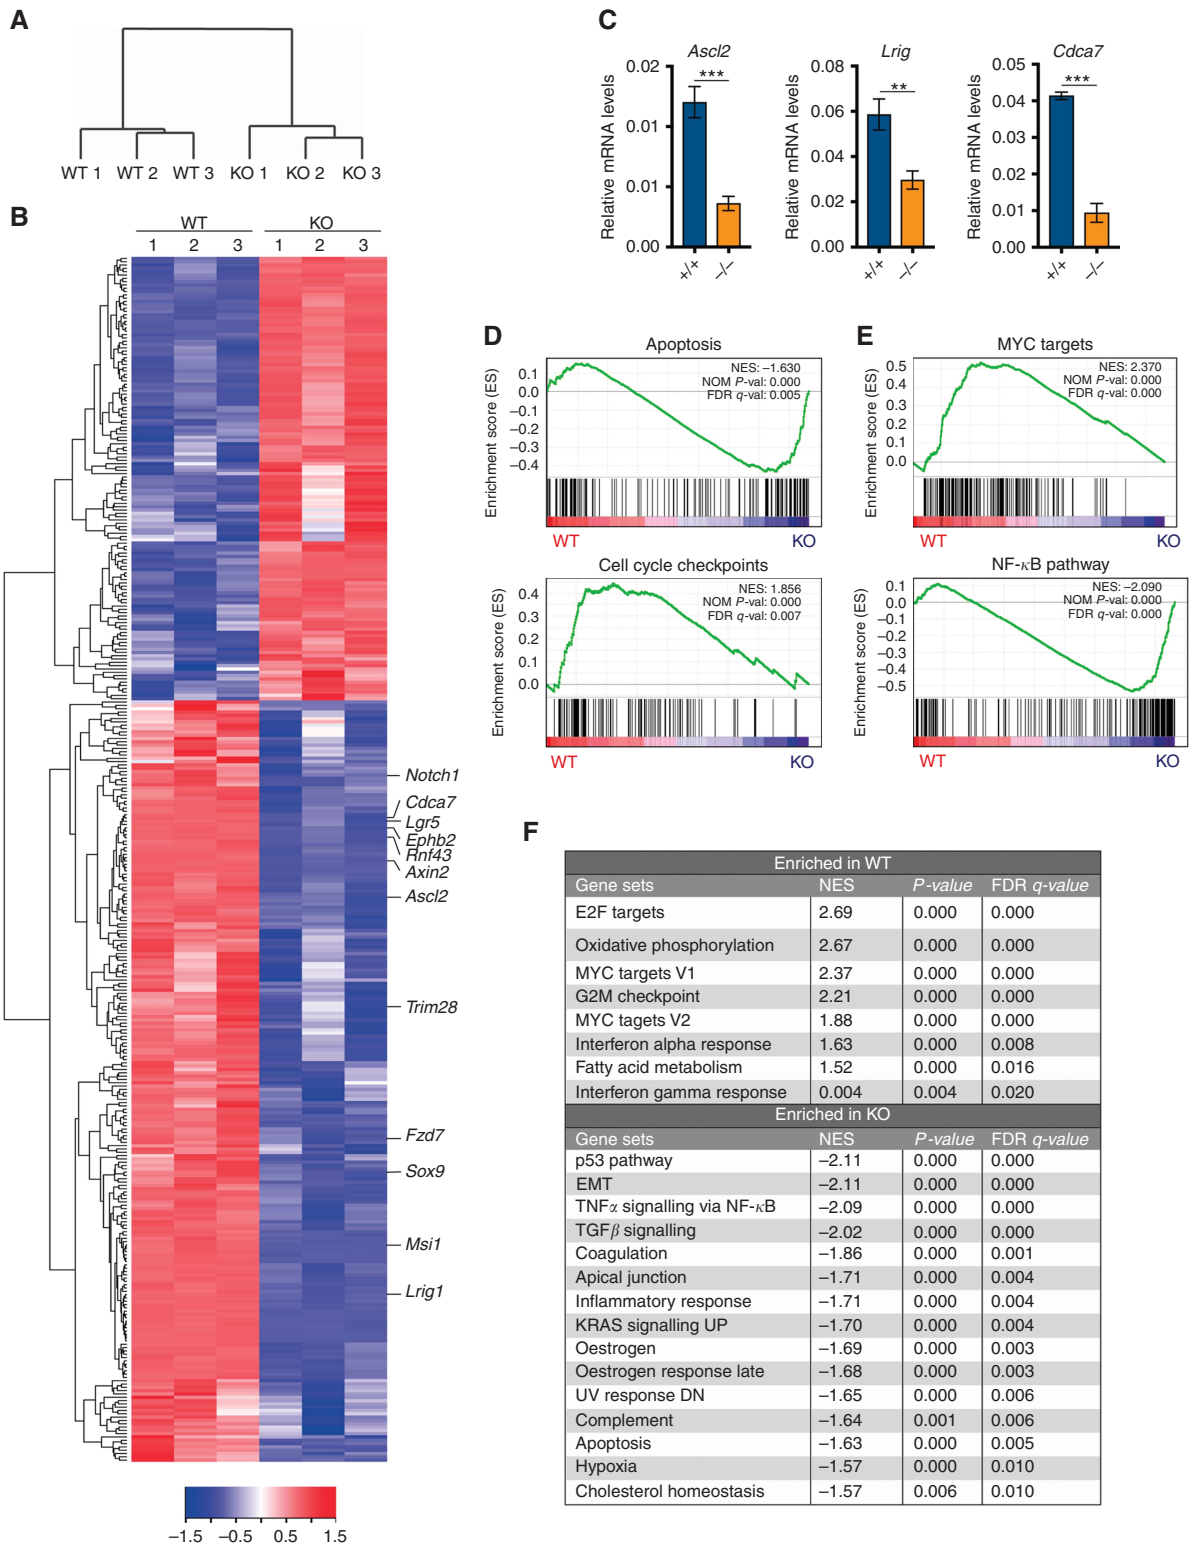 A
WT 1 WT 2 WT 3 KO 1 KO 2 KO 3
B
WT KO
1 2 3 1 2 3
Notch1
Cdca7
Lgr5
Ephb2
Rnf43
Axin2
Ascl2
Trim28
Fzd7
Sox9
Msi1
Lrig1
−1.5 −0.5 0.5 1.5
C
Ascl2
Relative mRNA levels
0.02
0.01
0.01
0.00
***
+/+ −/−
Lrig
Relative mRNA levels
0.08
0.06
0.04
0.02
0.00
**
+/+ −/−
Cdca7
Relative mRNA levels
0.05
0.04
0.03
0.02
0.01
0.00
***
+/+ −/−
D
Apoptosis
Enrichment score (ES)
0.1
0.0
−0.1
−0.2
−0.3
−0.4
NES: −1.630
NOM P-val: 0.000
FDR q-val: 0.005
WT KO
Cell cycle checkpoints
Enrichment score (ES)
0.4
0.3
0.2
0.1
0.0
NES: 1.856
NOM P-val: 0.000
FDR q-val: 0.007
WT KO
E
MYC targets
Enrichment score (ES)
0.5
0.4
0.3
0.2
0.1
0.0
NES: 2.370
NOM P-val: 0.000
FDR q-val: 0.000
WT KO
NF-κB pathway
Enrichment score (ES)
0.1
0.0
−0.1
−0.2
−0.3
−0.4
−0.5
NES: −2.090
NOM P-val: 0.000
FDR q-val: 0.000
WT KO
F
Enriched in WT
Gene sets NES P-value FDR q-value
E2F targets 2.69 0.000 0.000
Oxidative phosphorylation 2.67 0.000 0.000
MYC targets V1 2.37 0.000 0.000
G2M checkpoint 2.21 0.000 0.000
MYC tagets V2 1.88 0.000 0.000
Interferon alpha response 1.63 0.000 0.008
Fatty acid metabolism 1.52 0.000 0.016
Interferon gamma response 0.004 0.004 0.020
Enriched in KO
Gene sets NES P-value FDR q-value
p53 pathway −2.11 0.000 0.000
EMT −2.11 0.000 0.000
TNFα signalling via NF-κB −2.09 0.000 0.000
TGFβ signalling −2.02 0.000 0.000
Coagulation −1.86 0.000 0.001
Apical junction −1.71 0.000 0.004
Inflammatory response −1.71 0.000 0.004
KRAS signalling UP −1.70 0.000 0.004
Oestrogen −1.69 0.000 0.003
Oestrogen response late −1.68 0.000 0.003
UV response DN −1.65 0.000 0.006
Complement −1.64 0.001 0.006
Apoptosis −1.63 0.000 0.005
Hypoxia −1.57 0.000 0.010
Cholesterol homeostasis −1.57 0.006 0.010